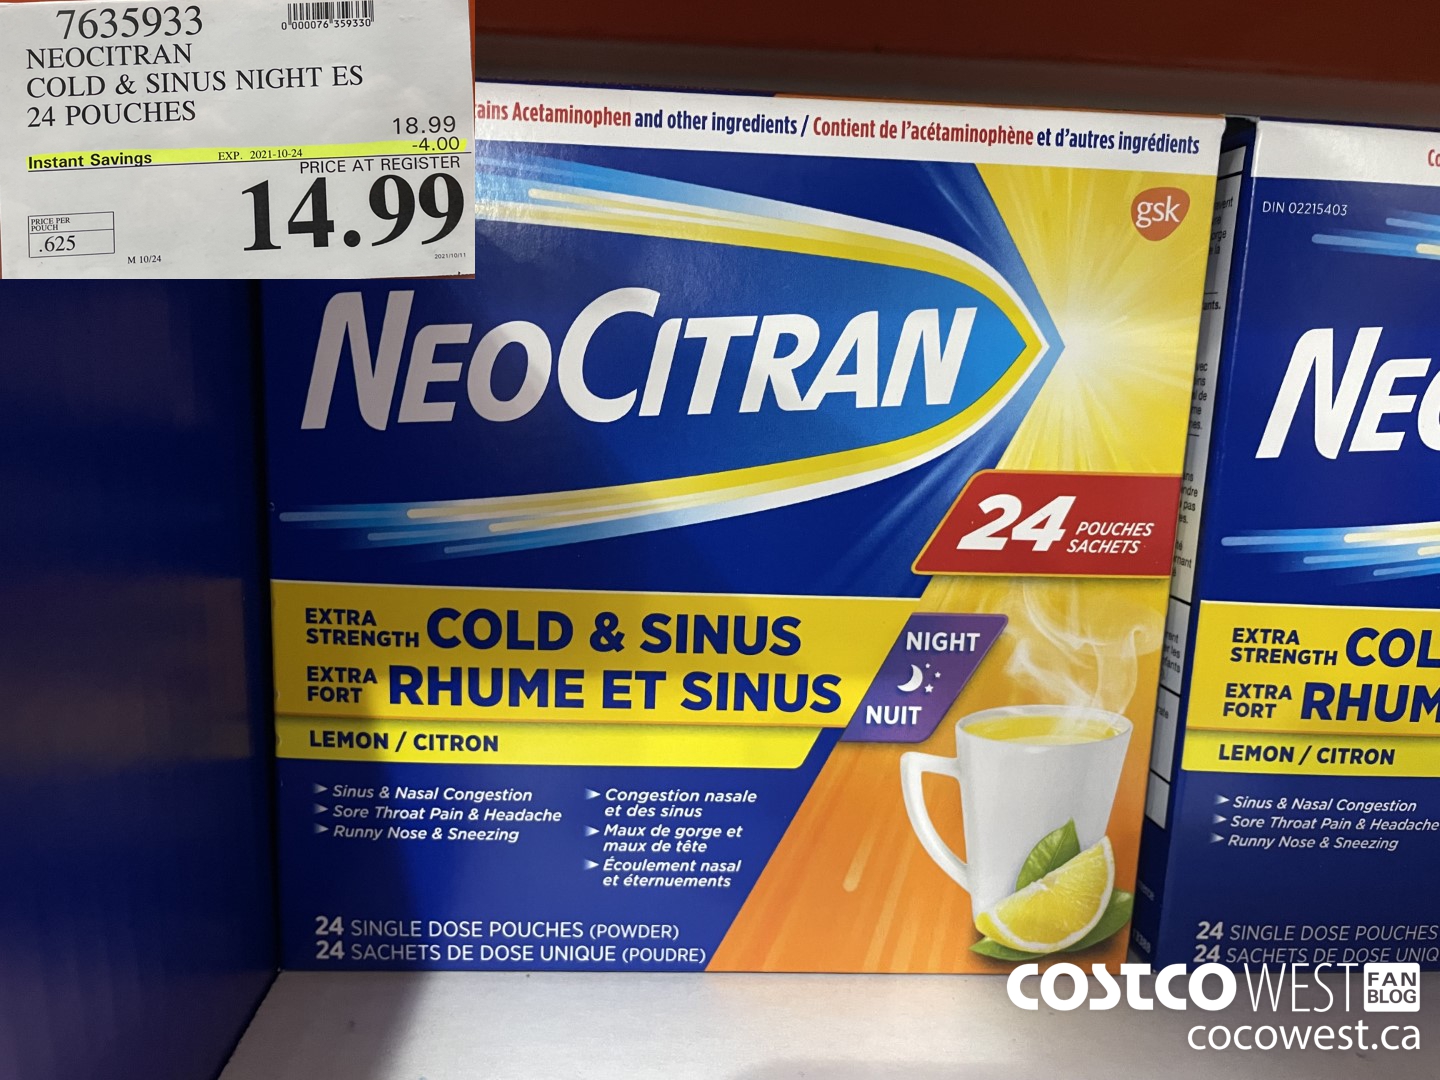 7635933
0 000076 359330
NEOCITRAN
COLD & SINUS NIGHT ES
24 POUCHES
18.99
Instant Savings EXP. 2021-10-24 -4.00
PRICE AT REGISTER
14.99
PRICE PER
POUCH
.625
M 10/24
2021/10/11
ains Acetaminophen and other ingredients / Contient de l'acétaminophène et d'autres ingrédients
gsk
NEOCITRAN
24 POUCHES
SACHETS
EXTRA
STRENGTH COLD & SINUS
EXTRA
FORT RHUME ET SINUS
NIGHT
NUIT
LEMON / CITRON
Sinus & Nasal Congestion
Sore Throat Pain & Headache
Runny Nose & Sneezing
Congestion nasale
et des sinus
Maux de gorge et
maux de tête
Écoulement nasal
et éternuements
24 SINGLE DOSE POUCHES (POWDER)
24 SACHETS DE DOSE UNIQUE (POUDRE)
DIN 02215403
NEO
EXTRA
STRENGTH COL
EXTRA
FORT RHUM
LEMON / CITRON
Sinus & Nasal Congestion
Sore Throat Pain & Headache
Runny Nose & Sneezing
24 SINGLE DOSE POUCHES
24 SACHETS DE DOSE UNIQ
COSTCO WEST FAN
BLOG
cocowest.ca